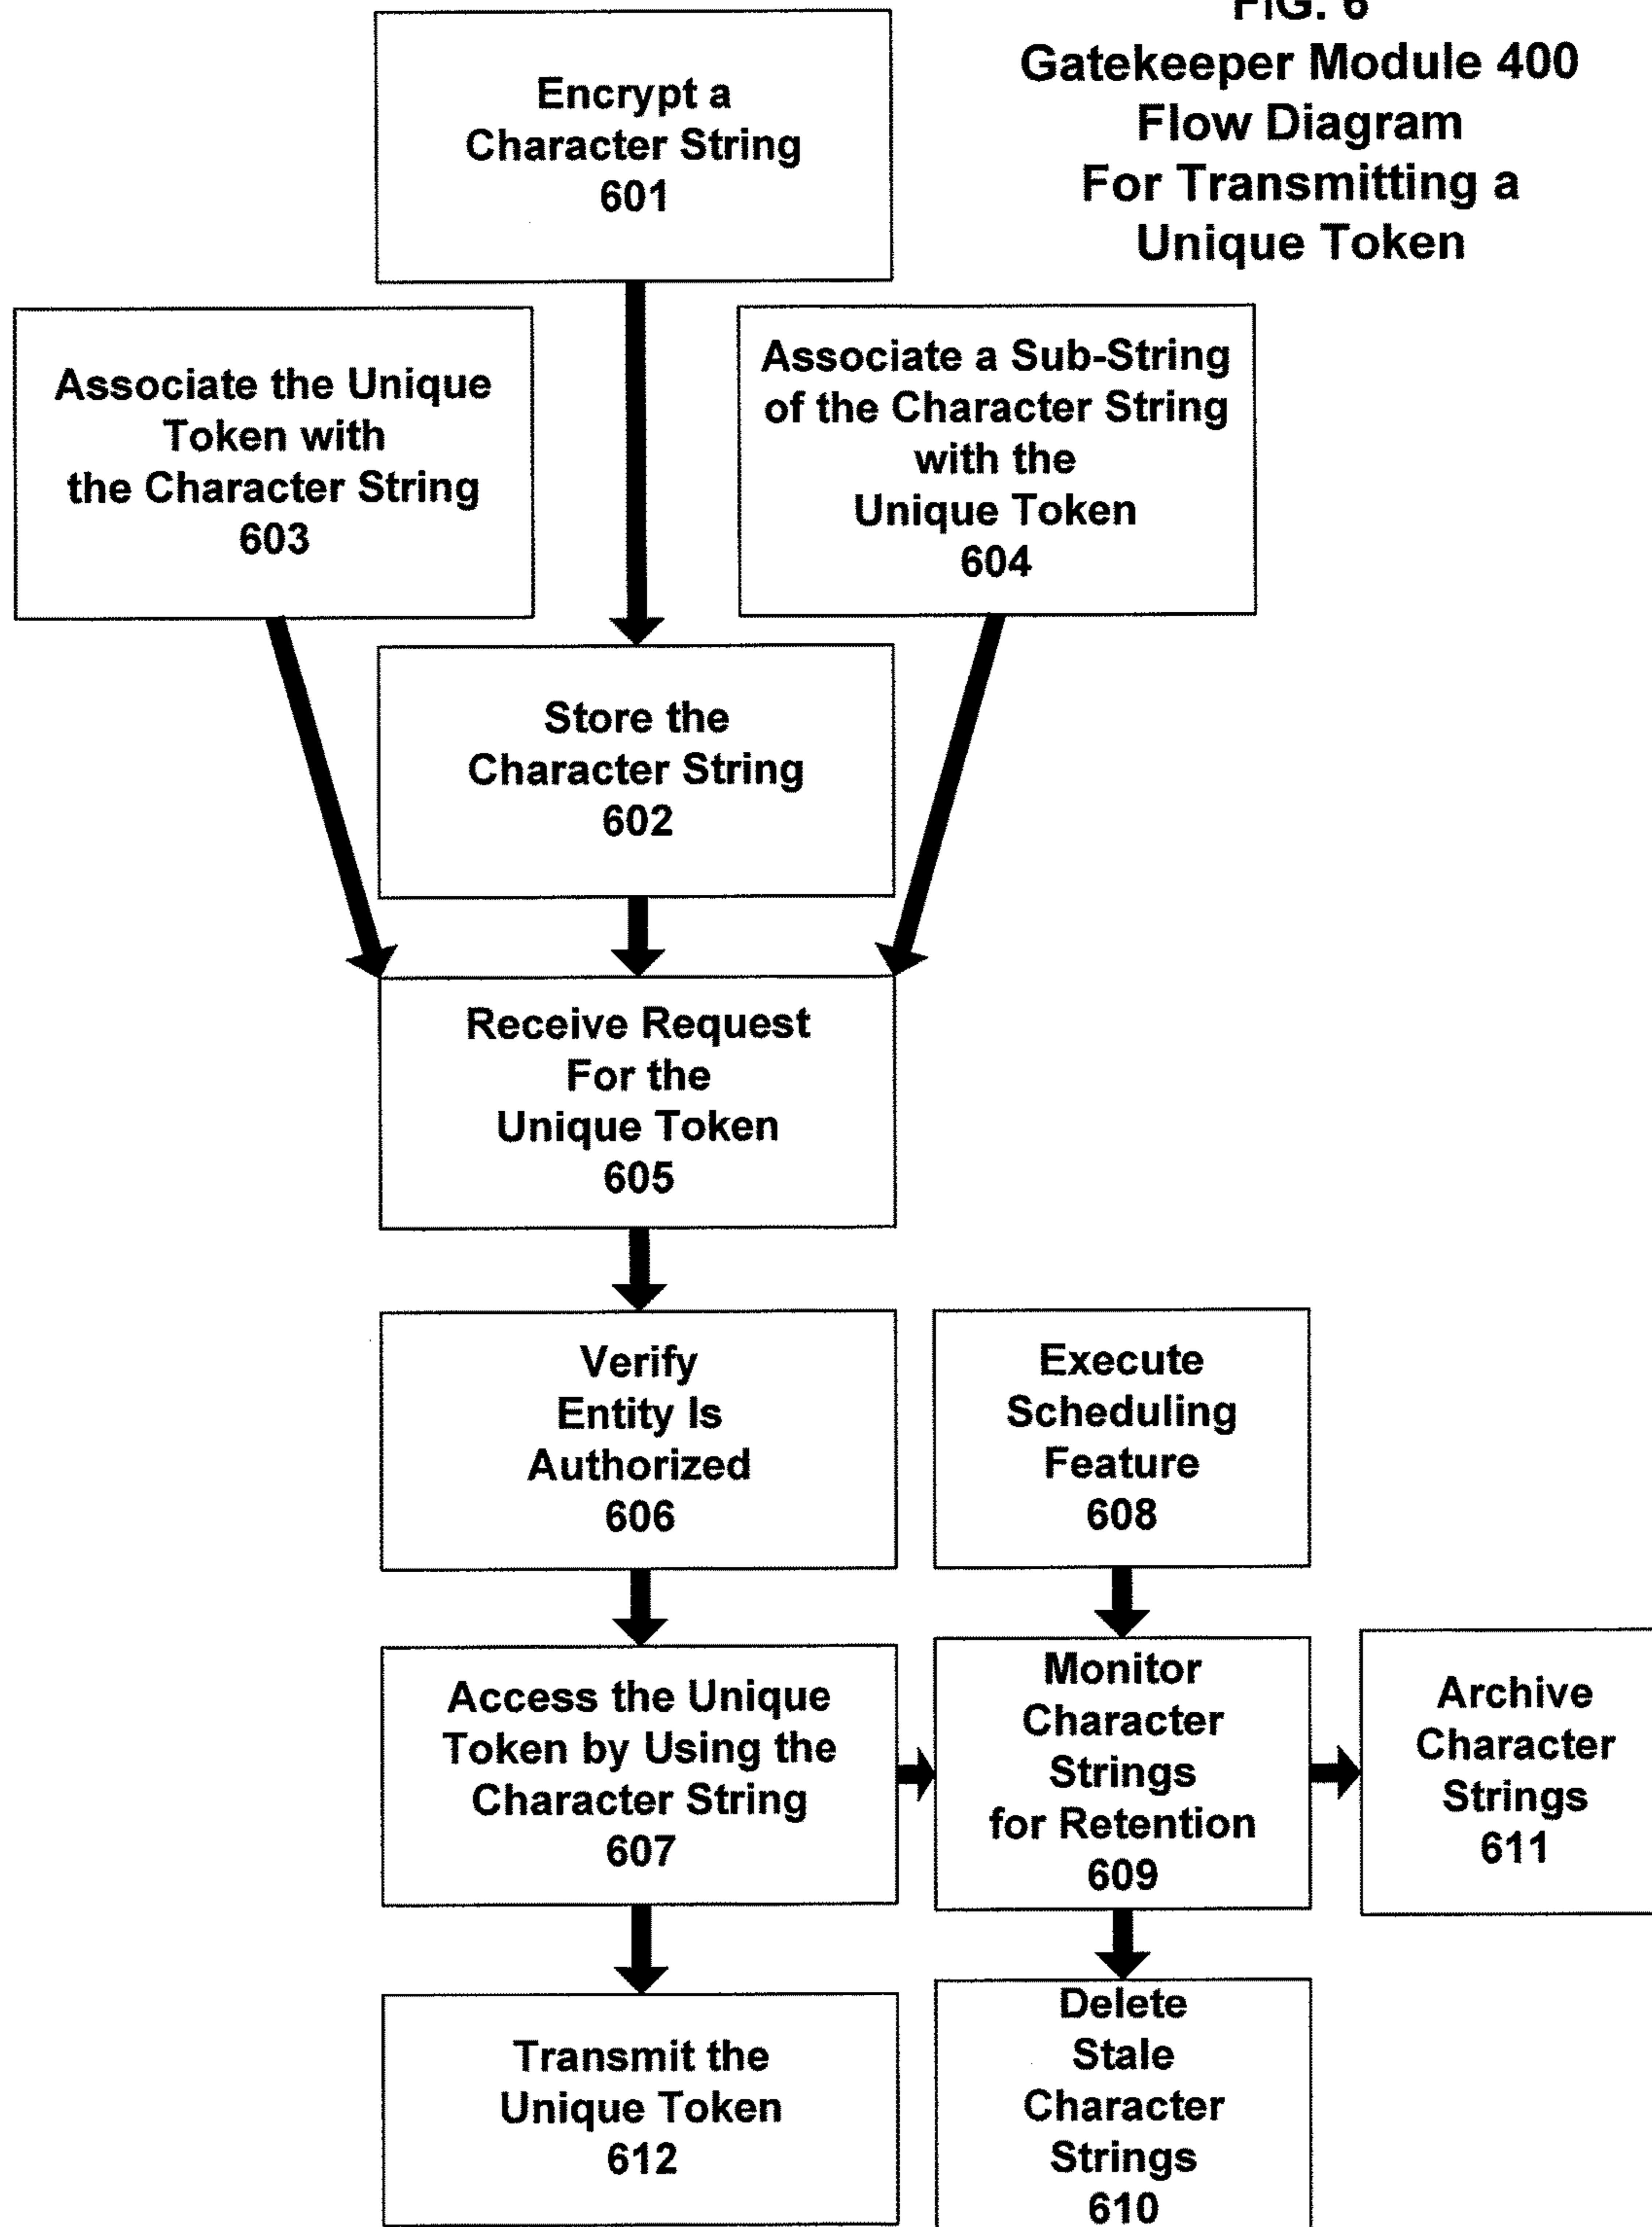 FIG. 6
Gatekeeper Module 400
Flow Diagram
For Transmitting a
Unique Token
Encrypt a
Character String
601
Associate the Unique
Token with
the Character String
603
Associate a Sub-String
of the Character String
with the
Unique Token
604
Store the
Character String
602
Receive Request
For the
Unique Token
605
Verify
Entity Is
Authorized
606
Execute
Scheduling
Feature
608
Access the Unique
Token by Using the
Character String
607
Monitor
Character
Strings
for Retention
609
Archive
Character
Strings
611
Transmit the
Unique Token
612
Delete
Stale
Character
Strings
610